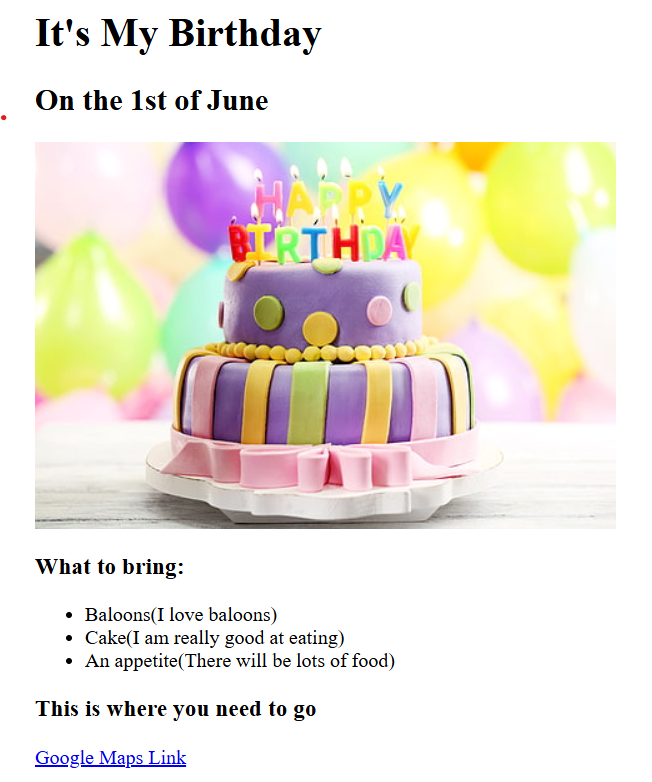 It's My Birthday
On the 1st of June
HAPPY
BIRTHDAY
What to bring:
Baloons(I love baloons)
Cake(I am really good at eating)
An appetite(There will be lots of food)
This is where you need to go
Google Maps Link